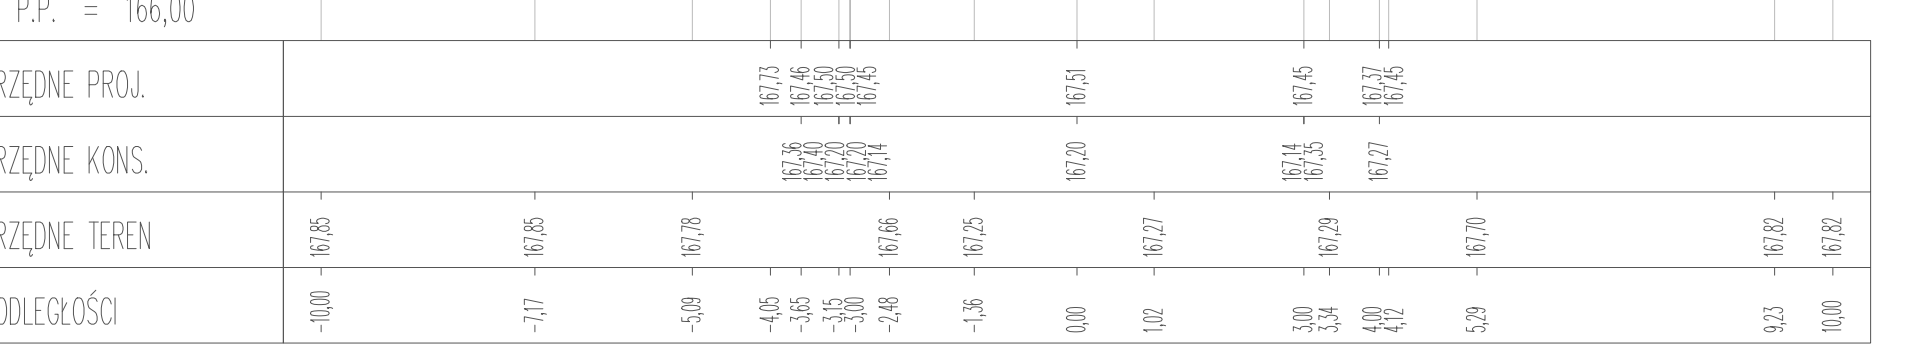 P.P. = 166,00
RZĘDNE PROJ. 167,73 167,46 167,50 167,50 167,45 167,51 167,45 167,37 167,45
RZĘDNE KONS. 167,36 167,40 167,20 167,20 167,14 167,20 167,14 167,35 167,27
RZĘDNE TEREN 167,85 167,85 167,78 167,66 167,25 167,27 167,29 167,70 167,82 167,82
ODLEGŁOŚCI -10,00 -7,17 -5,09 -4,05 -3,65 -3,15 -3,00 -2,48 -1,36 0,00 1,02 3,00 3,34 4,00 4,12 5,29 9,23 10,00